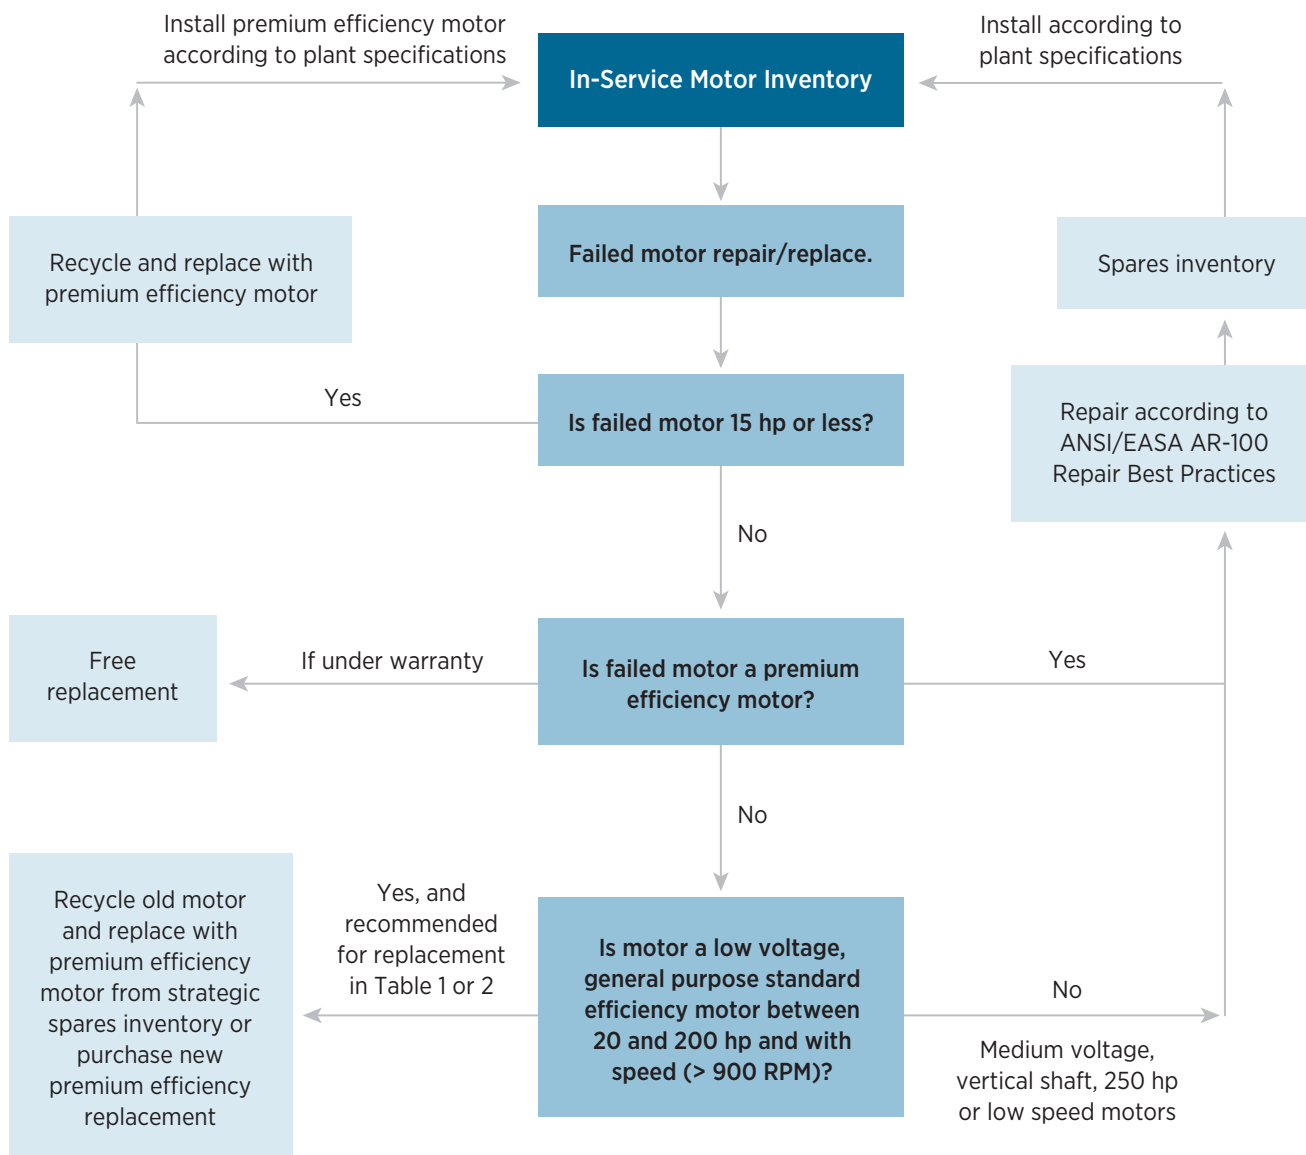 Install premium efficiency motor
according to plant specifications
In-Service Motor Inventory
Install according to
plant specifications
Failed motor repair/replace.
Recycle and replace with
premium efficiency motor
Spares inventory
Yes
Is failed motor 15 hp or less?
Repair according to
ANSI/EASA AR-100
Repair Best Practices
No
Free
replacement
If under warranty
Is failed motor a premium
efficiency motor?
Yes
No
Recycle old motor
and replace with
premium efficiency
motor from strategic
spares inventory or
purchase new
premium efficiency
replacement
Yes, and
recommended
for replacement
in Table 1 or 2
Is motor a low voltage,
general purpose standard
efficiency motor between
20 and 200 hp and with
speed (> 900 RPM)?
No
Medium voltage,
vertical shaft, 250 hp
or low speed motors